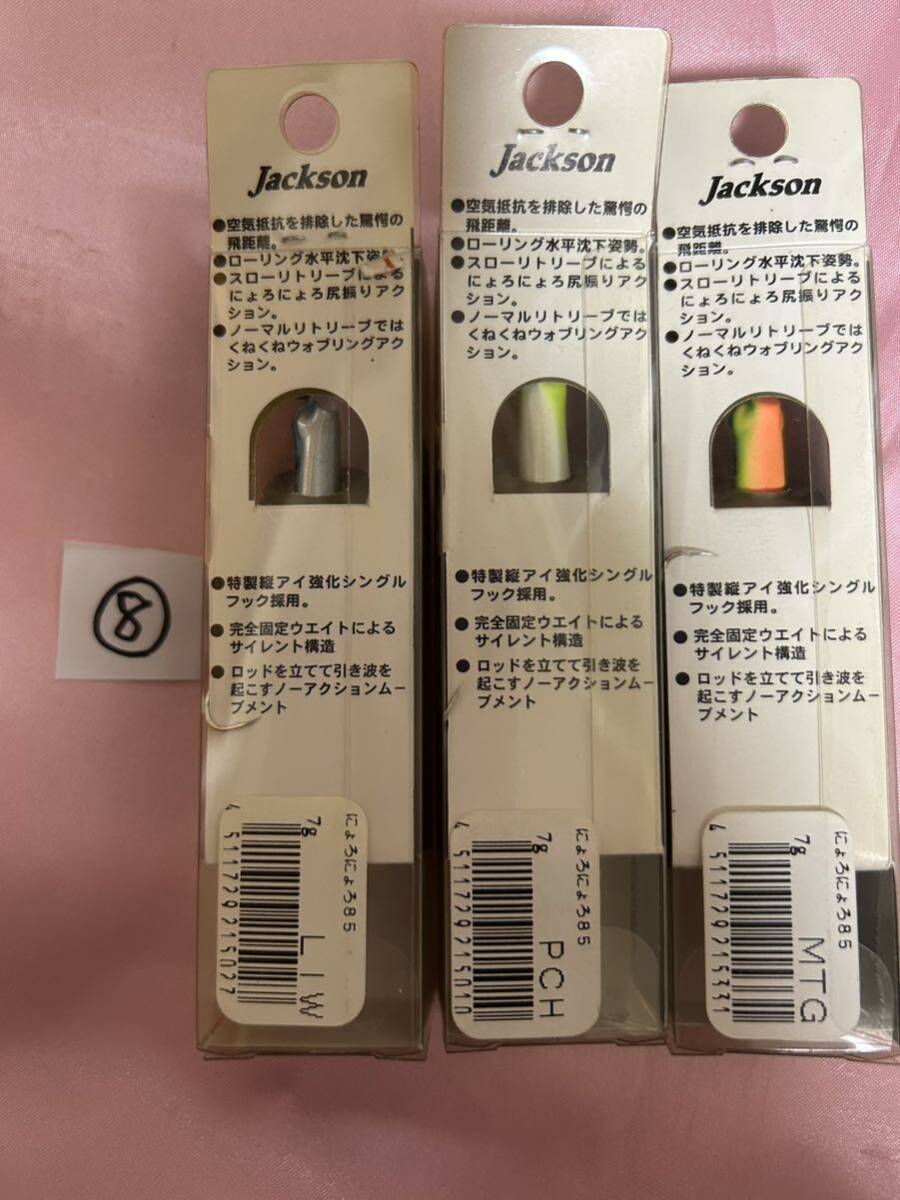 ⑧
Jackson
●空気抵抗を排除した驚愕の
飛距離。
●ローリング水平沈下姿勢。
●スローリトリーブによる
にょろにょろ尻振りアク
ション。
●ノーマルリトリーブでは
くねくねウォブリングアク
ション。
●特製縦アイ強化シングル
フック採用。
●完全固定ウエイトによる
サイレント構造
●ロッドを立てて引き波を
起こすノーアクションムー
ブメント
にょろにょろ85
7g
LIW
4 511729 215027
Jackson
●空気抵抗を排除した驚愕の
飛距離。
●ローリング水平沈下姿勢。
●スローリトリーブによる
にょろにょろ尻振りアク
ション。
●ノーマルリトリーブでは
くねくねウォブリングアク
ション。
●特製縦アイ強化シングル
フック採用。
●完全固定ウエイトによる
サイレント構造
●ロッドを立てて引き波を
起こすノーアクションムー
ブメント
にょろにょろ85
7g
PCH
4 511729 215010
Jackson
●空気抵抗を排除した驚愕の
飛距離。
●ローリング水平沈下姿勢。
●スローリトリーブによる
にょろにょろ尻振りアク
ション。
●ノーマルリトリーブでは
くねくねウォブリングアク
ション。
●特製縦アイ強化シングル
フック採用。
●完全固定ウエイトによる
サイレント構造
●ロッドを立てて引き波を
起こすノーアクションムー
ブメント
にょろにょろ85
7g
MTG
4 511729 215331